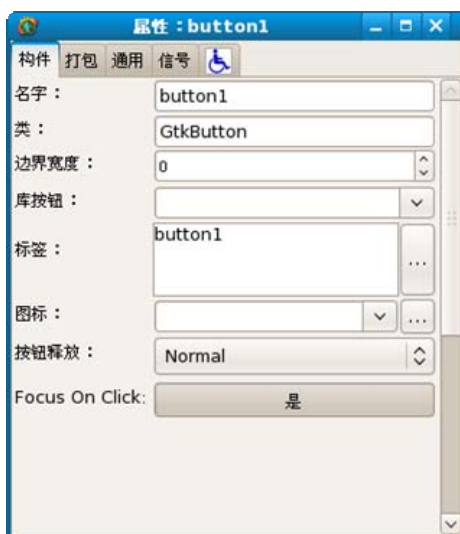 属性：button1
构件 打包 通用 信号
名字： button1
类： GtkButton
边界宽度： 0
库按钮：
标签： button1 ...
图标： ...
按钮释放： Normal
Focus On Click: 是